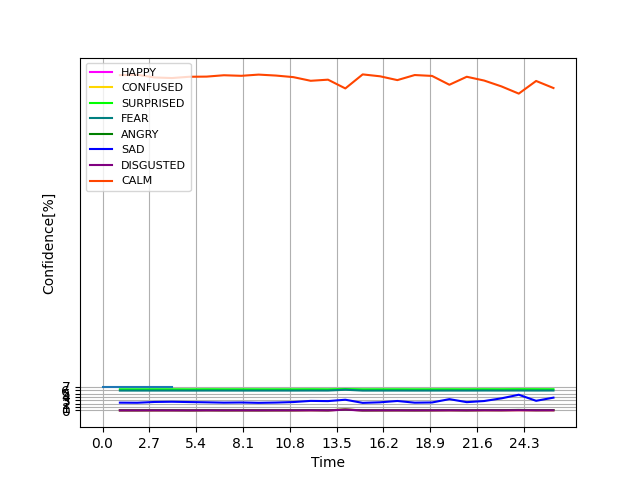 HAPPY
CONFUSED
SURPRISED
FEAR
ANGRY
SAD
DISGUSTED
CALM
Confidence[%]
7
0.0 2.7 5.4 8.1 10.8 13.5 16.2 18.9 21.6 24.3
Time